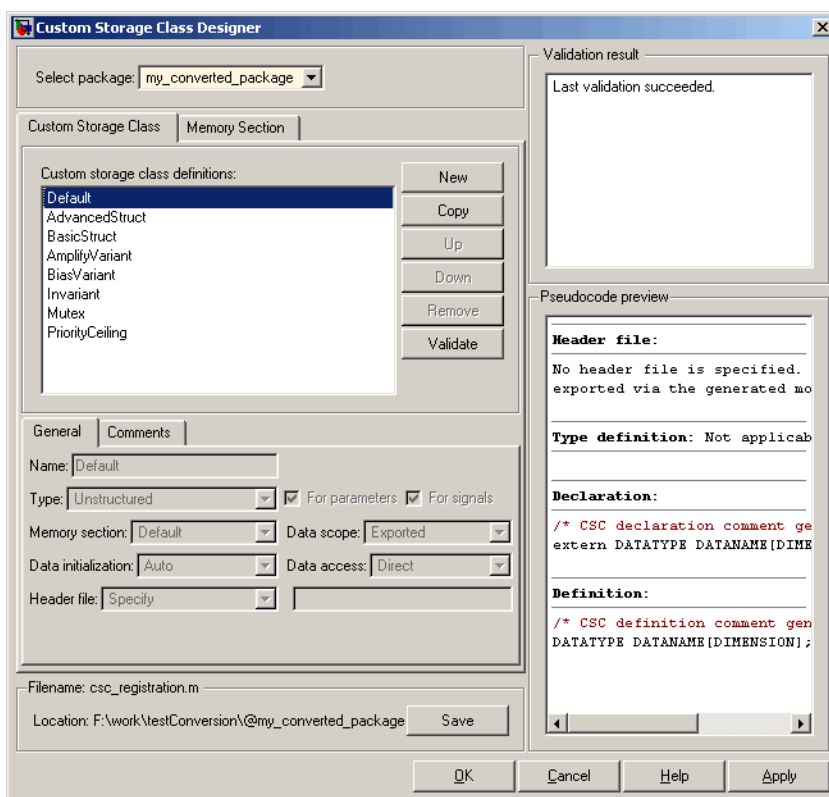 Custom Storage Class Designer
Select package: my_converted_package
Custom Storage Class
Memory Section
Custom storage class definitions:
Default
AdvancedStruct
BasicStruct
AmplifyVariant
BiasVariant
Invariant
Mutex
PriorityCeiling
New
Copy
Up
Down
Remove
Validate
General
Comments
Name: Default
Type: Unstructured For parameters For signals
Memory section: Default Data scope: Exported
Data initialization: Auto Data access: Direct
Header file: Specify
Filename: csc_registration.m
Location: F:\work\testConversion\@my_converted_package Save
Validation result
Last validation succeeded.
Pseudocode preview
Header file:
No header file is specified.
exported via the generated mo
Type definition: Not applicab
Declaration:
/* CSC declaration comment ge
extern DATATYPE DATANAME[DIME
Definition:
/* CSC definition comment gen
DATATYPE DATANAME[DIMENSION];
OK Cancel Help Apply